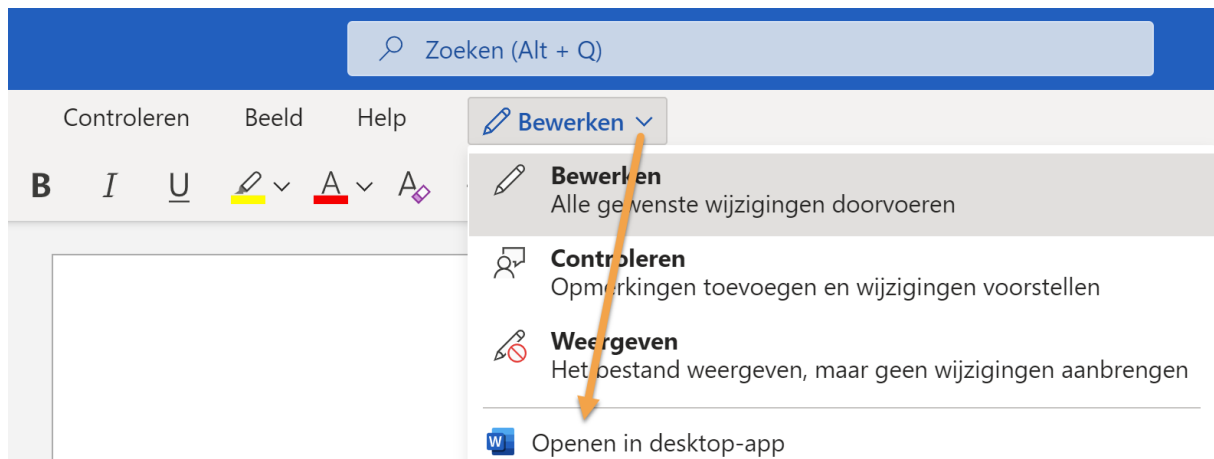 Zoeken (Alt + Q)
Controleren Beeld Help Bewerken
B I U A A
Bewerken
Alle gewenste wijzigingen doorvoeren
Controleren
Opmerkingen toevoegen en wijzigingen voorstellen
Weergeven
Het bestand weergeven, maar geen wijzigingen aanbrengen
W Openen in desktop-app